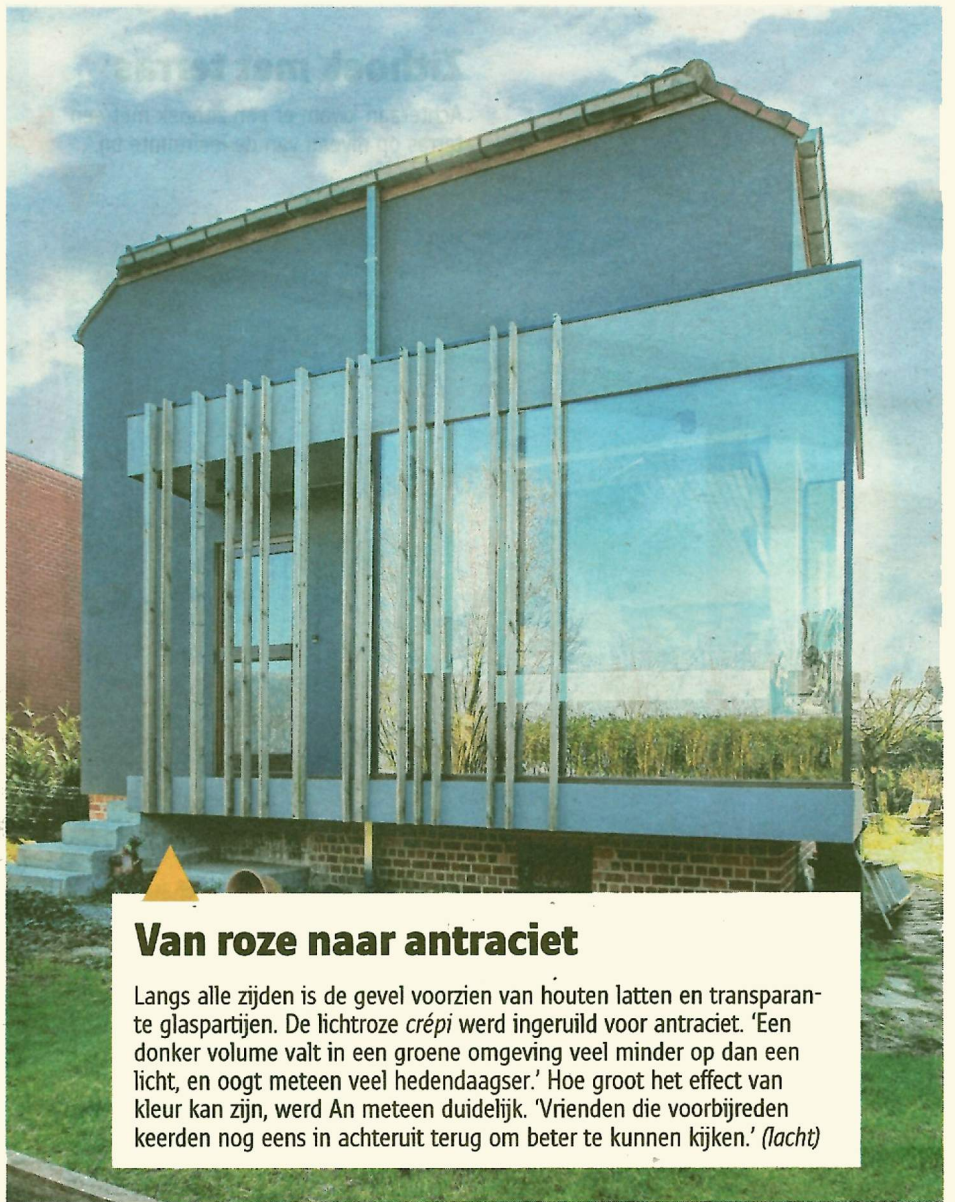 Van roze naar antraciet
Langs alle zijden is de gevel voorzien van houten latten en transparan-
te glaspartijen. De lichtroze crépi werd ingeruild voor antraciet. ‘Een
donker volume valt in een groene omgeving veel minder op dan een
licht, en oogt meteen veel hedendaagser.’ Hoe groot het effect van
kleur kan zijn, werd An meteen duidelijk. ‘Vrienden die voorbijreden
keerden nog eens in achteruit terug om beter te kunnen kijken.’ (lacht)